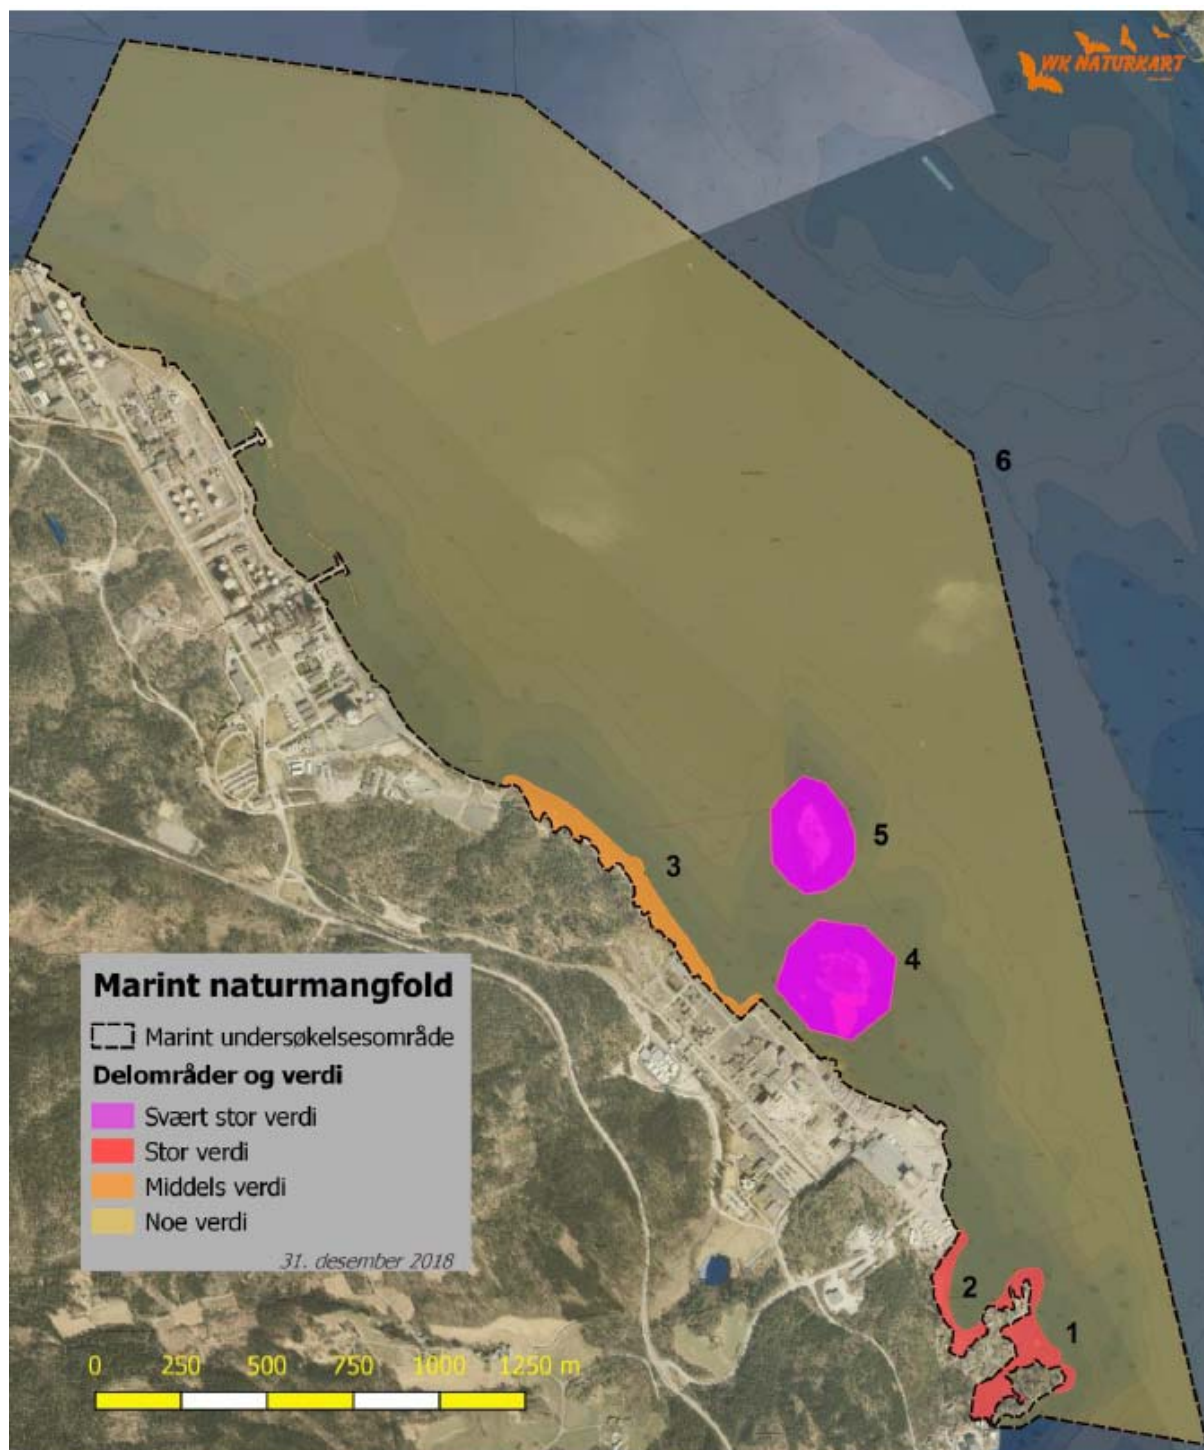 WK NATURKART
6
5
3
4
Marint naturmangfold
Marint undersøkelsesområde
Delområder og verdi
Svært stor verdi
Stor verdi
Middels verdi
Noe verdi
31. desember 2018
2
1
0 250 500 750 1000 1250 m